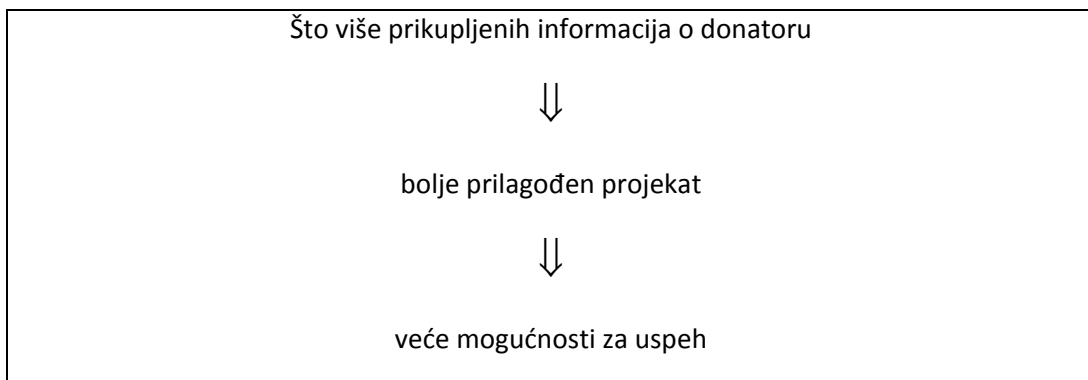 Što više prikupljenih informacija o donatoru
⇓
bolje prilagođen projekat
⇓
veće mogućnosti za uspeh